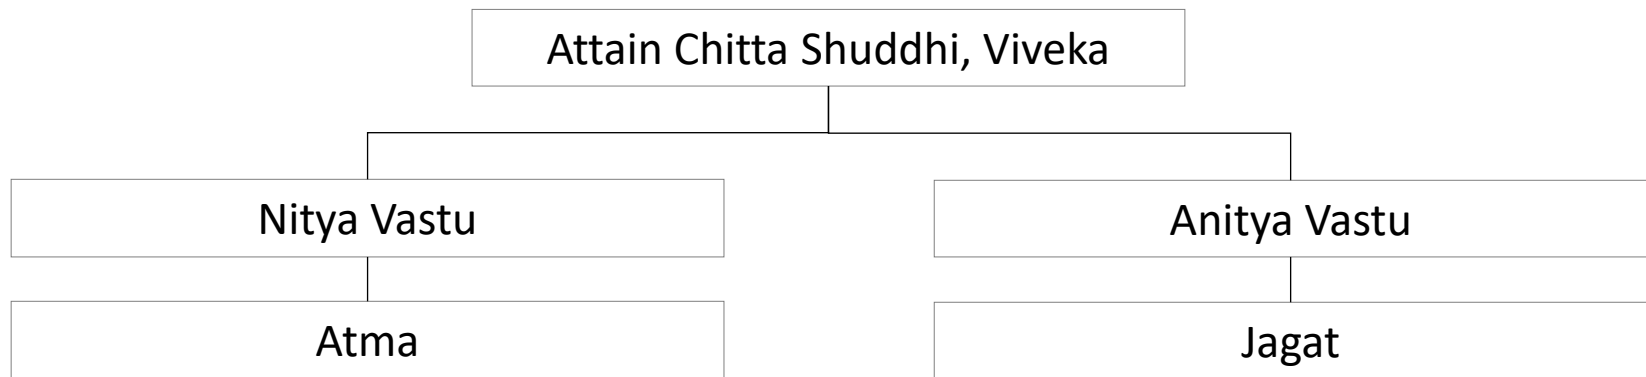 Attain Chitta Shuddhi, Viveka
Nitya Vastu
Anitya Vastu
Atma
Jagat